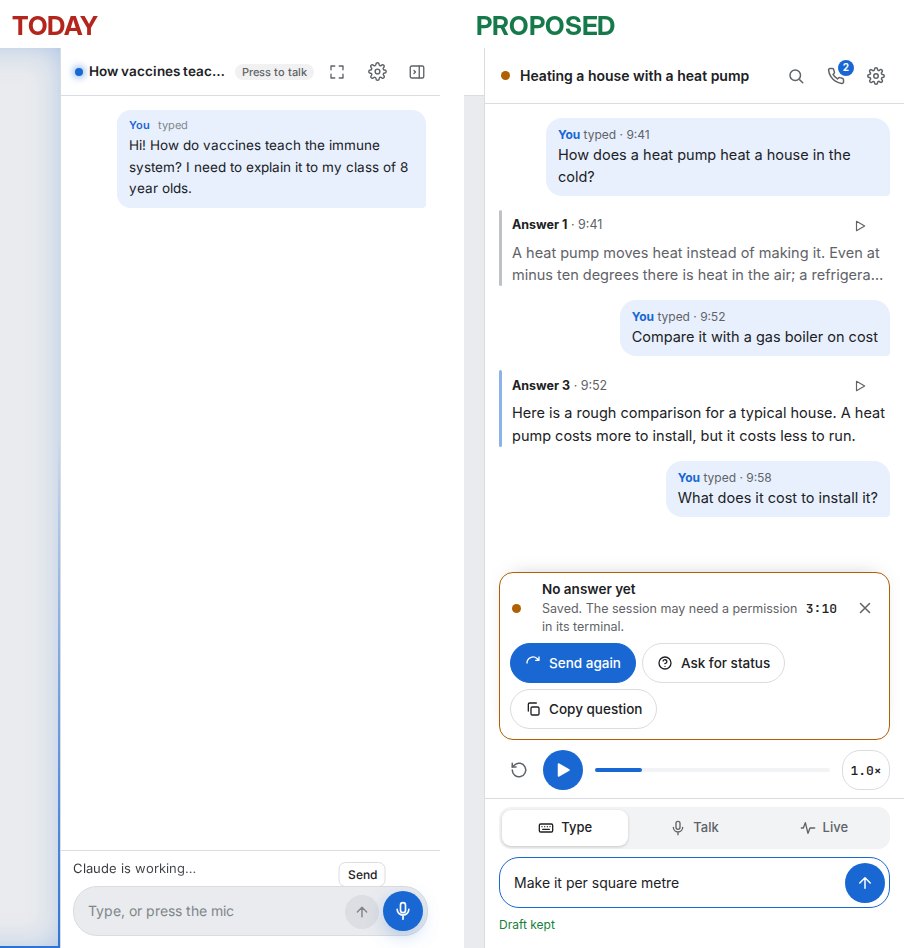 TODAY
How vaccines teac...
Press to talk
You typed
Hi! How do vaccines teach the immune
system? I need to explain it to my class of 8
year olds.
Claude is working...
Send
Type, or press the mic
PROPOSED
Heating a house with a heat pump
2
You typed · 9:41
How does a heat pump heat a house in the
cold?
Answer 1 · 9:41
A heat pump moves heat instead of making it. Even at
minus ten degrees there is heat in the air; a refrigera...
You typed · 9:52
Compare it with a gas boiler on cost
Answer 3 · 9:52
Here is a rough comparison for a typical house. A heat
pump costs more to install, but it costs less to run.
You typed · 9:58
What does it cost to install it?
No answer yet
Saved. The session may need a permission
in its terminal.
3:10
Send again
Ask for status
Copy question
1.0×
Type
Talk
Live
Make it per square metre
Draft kept